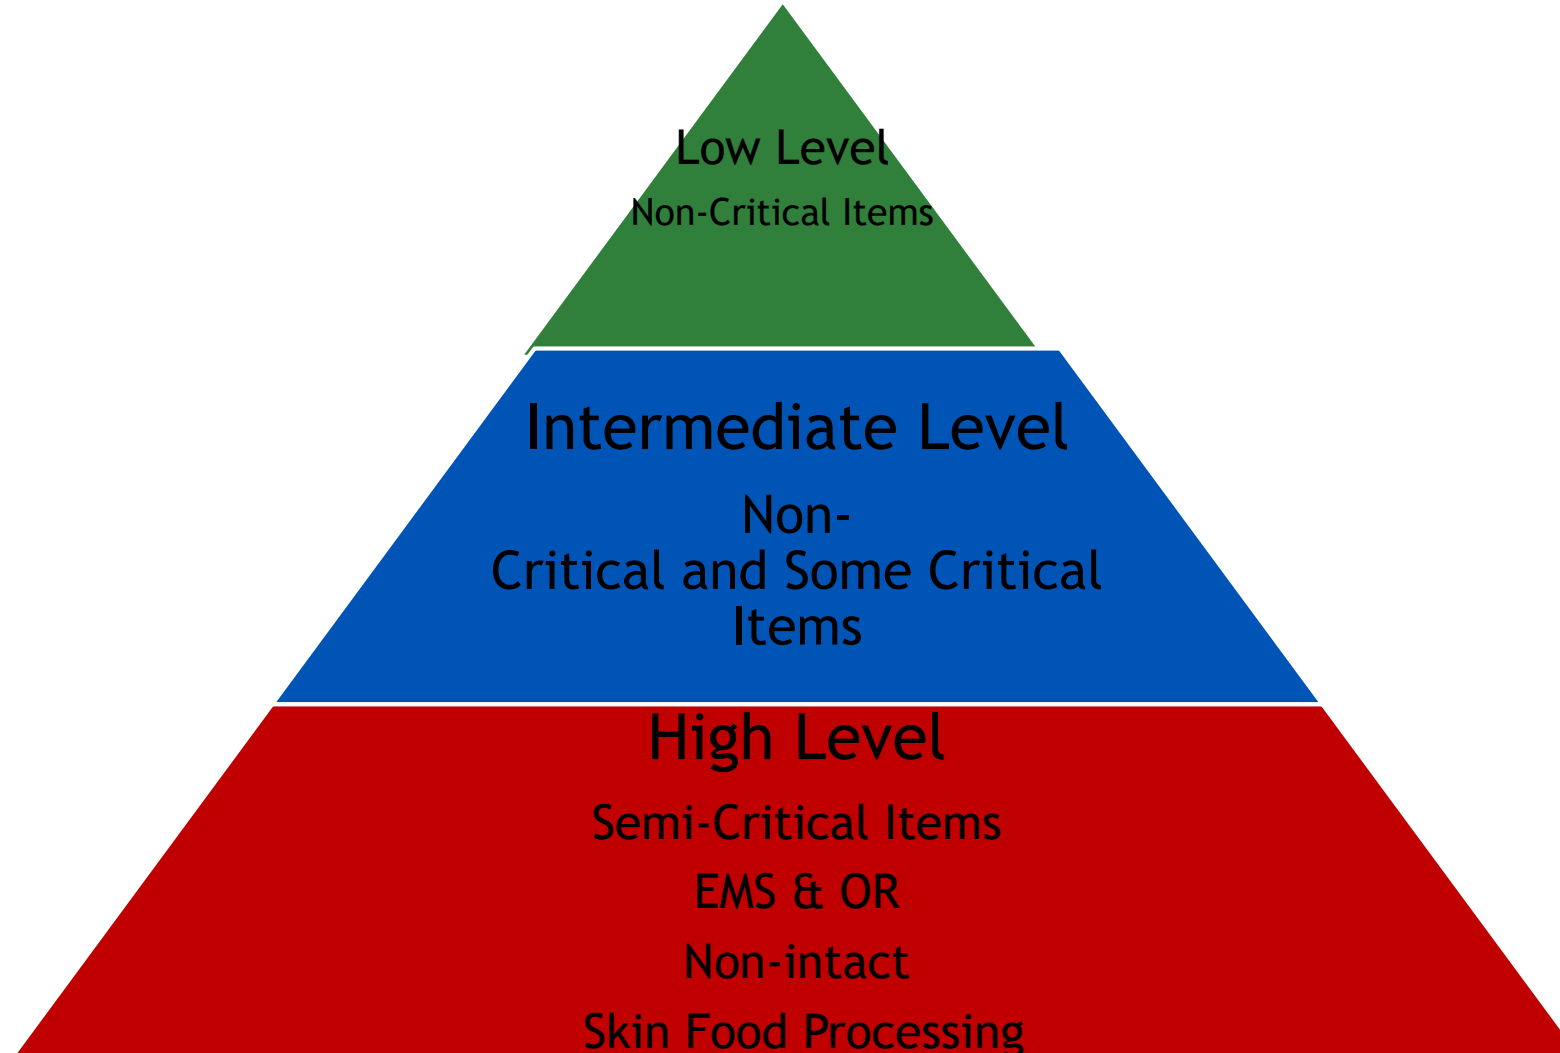 Low Level
Non-Critical Items
Intermediate Level
Non-
Critical and Some Critical
Items
High Level
Semi-Critical Items
EMS & OR
Non-intact
Skin Food Processing